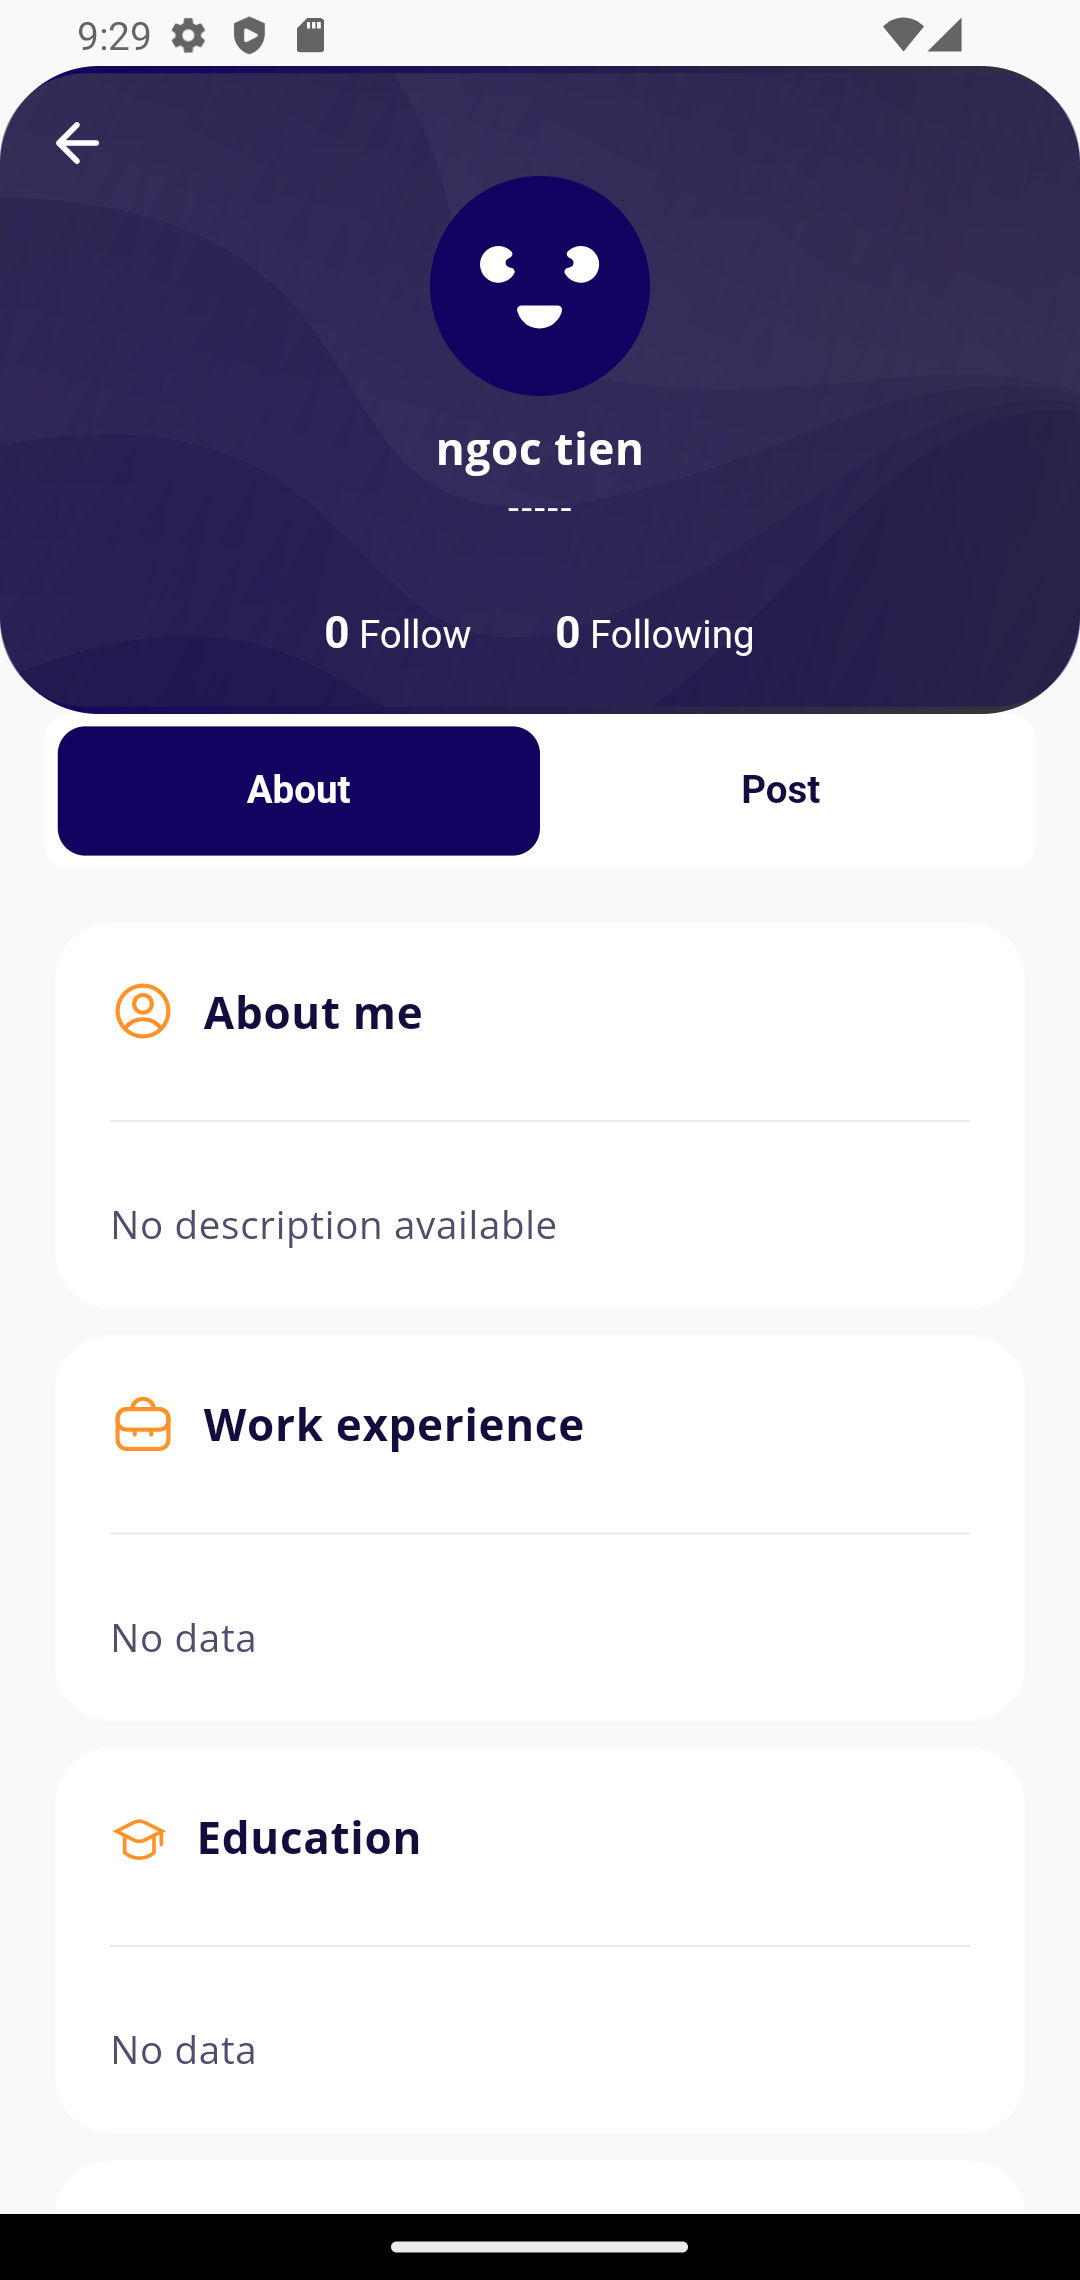 9:29
ngoc tien
-----
0 Follow 0 Following
About Post
About me
No description available
Work experience
No data
Education
No data